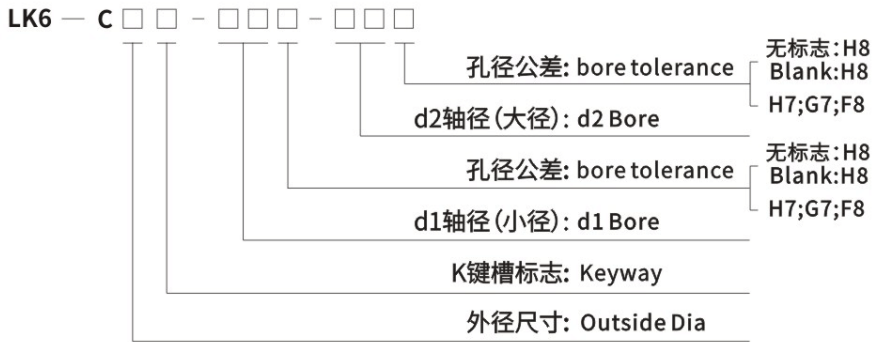 LK6 — C□□ - □□□ - □□□
孔径公差: bore tolerance
无标志:H8
Blank:H8
H7;G7;F8
d2轴径(大径): d2 Bore
孔径公差: bore tolerance
无标志:H8
Blank:H8
H7;G7;F8
d1轴径(小径): d1 Bore
K键槽标志: Keyway
外径尺寸: Outside Dia